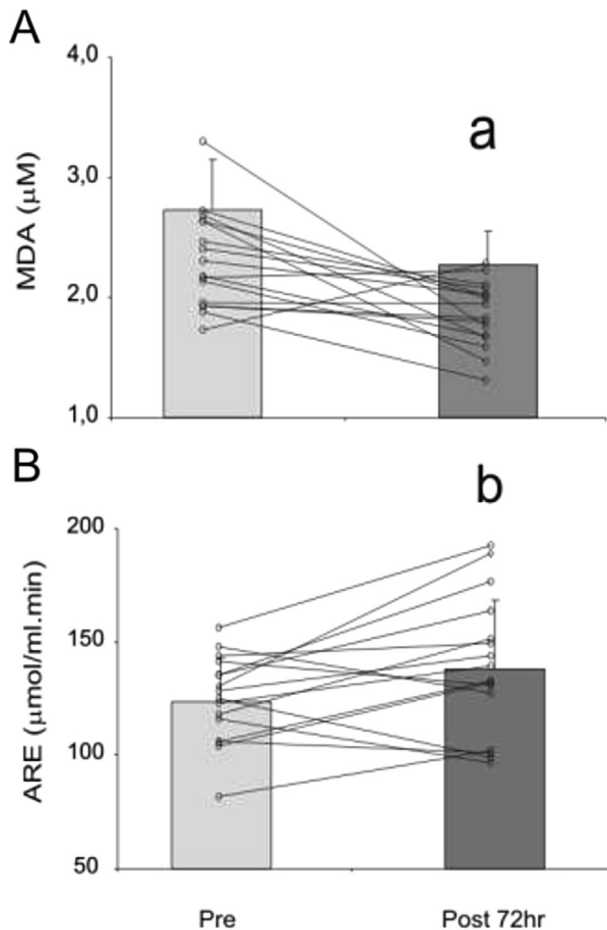 A
4,0
a
3,0
MDA (μM)
2,0
1,0
B
b
200
150
ARE (μmol/ml.min)
100
50
Pre
Post 72hr